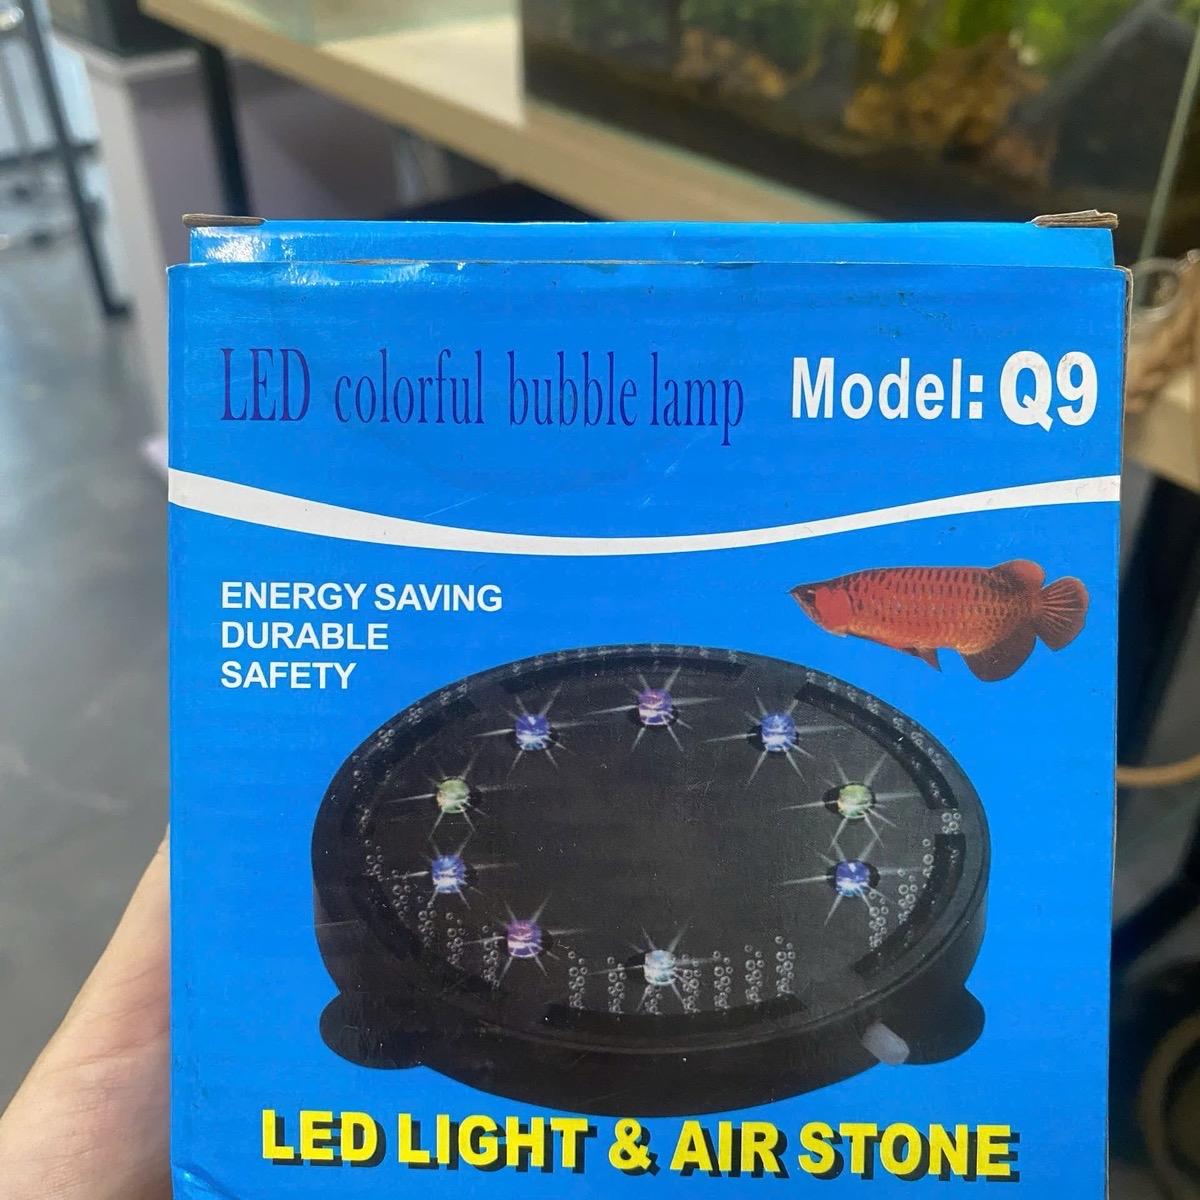 LED colorful bubble lamp Model: Q9
ENERGY SAVING
DURABLE
SAFETY
LED LIGHT & AIR STONE